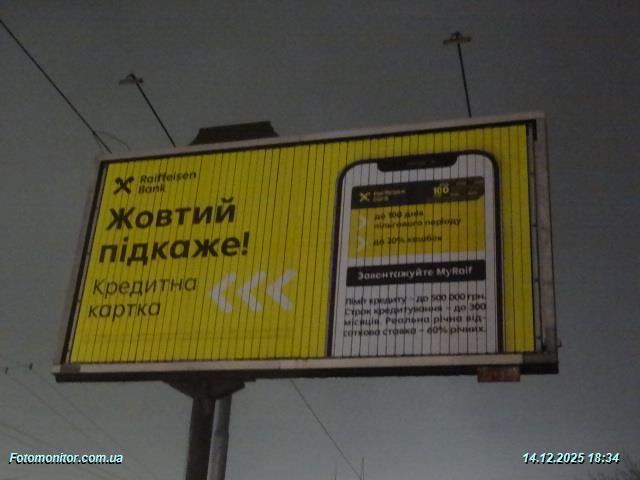 Raiffeisen
Bank
Жовтий
підкаже!
Кредитна
картка
Raiffeisen
Bank
100
до 100 днів
пільгового періоду
до 20% кешбек
Завантажуйте MyRaif
Ліміт кредиту – до 500 000 грн.
Строк кредитування – до 300
місяців. Реальна річна від-
соткова ставка – 60% річних.
Fotomonitor.com.ua
14.12.2025 18:34